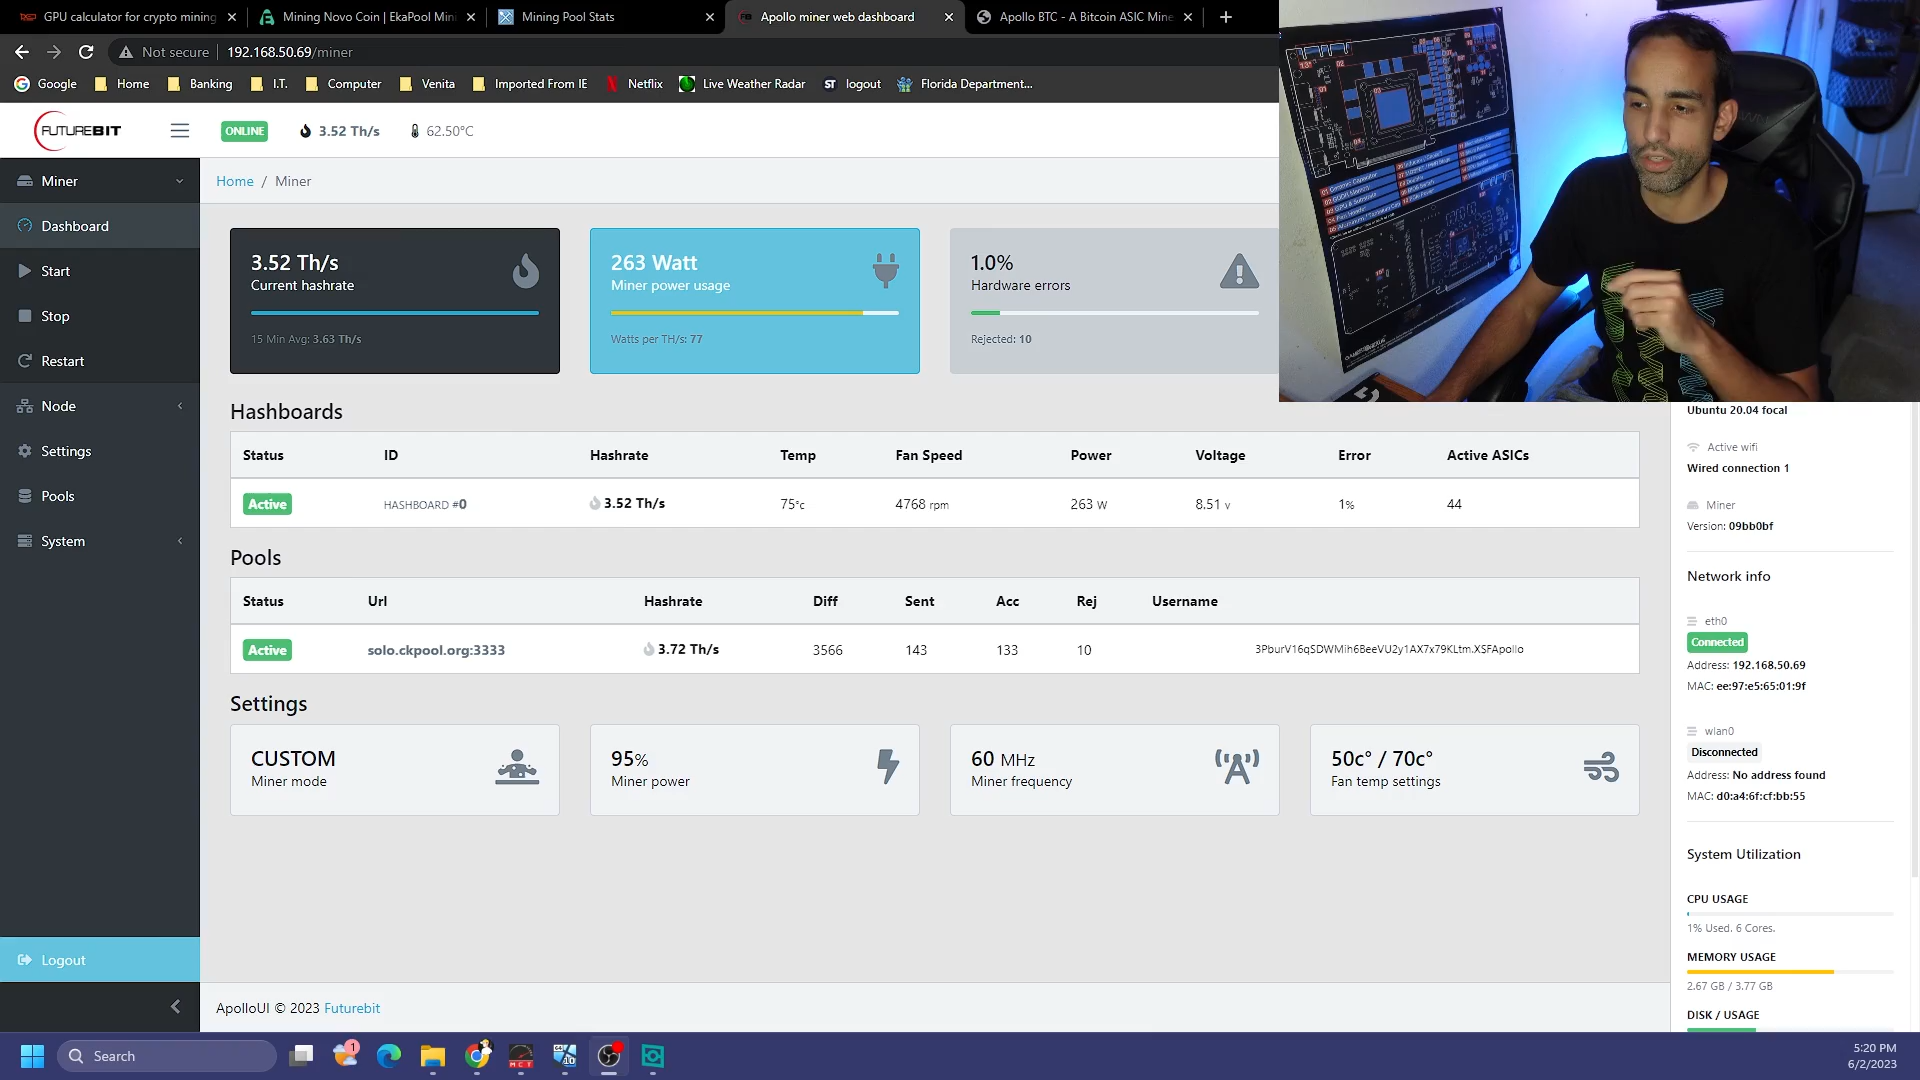 GPU calculator for crypto mining
Mining Novo Coin | EkaPool Mini
Mining Pool Stats
Apollo miner web dashboard
Apollo BTC - A Bitcoin ASIC Mine
Not secure
192.168.50.69/miner
Google
Home
Banking
I.T.
Computer
Venita
Imported From IE
Netflix
Live Weather Radar
ST
logout
Florida Department...
FUTUREBIT
ONLINE
3.52 Th/s
62.50°C
Miner
Dashboard
Start
Stop
Restart
Node
Settings
Pools
System
Logout
Home / Miner
3.52 Th/s
Current hashrate
15 Min Avg: 3.63 Th/s
263 Watt
Miner power usage
Watts per TH/s: 77
1.0%
Hardware errors
Rejected: 10
Hashboards
Status ID Hashrate Temp Fan Speed Power Voltage Error Active ASICs
Active HASHBOARD #0 3.52 Th/s 75°c 4768 rpm 263 W 8.51 v 1% 44
Pools
Status Url Hashrate Diff Sent Acc Rej Username
Active solo.ckpool.org:3333 3.72 Th/s 3566 143 133 10 3PburV16qSDWMih6BeeVU2y1AX7x79KLtm.XSFApollo
Settings
CUSTOM
Miner mode
95%
Miner power
60 MHz
Miner frequency
50c° / 70c°
Fan temp settings
Ubuntu 20.04 focal
Active wifi
Wired connection 1
Miner
Version: 09bb0bf
Network info
eth0
Connected
Address: 192.168.50.69
MAC: ee:97:e5:65:01:9f
wlan0
Disconnected
Address: No address found
MAC: d0:a4:6f:cf:bb:55
System Utilization
CPU USAGE
1% Used. 6 Cores.
MEMORY USAGE
2.67 GB / 3.77 GB
DISK / USAGE
ApolloUI © 2023 Futurebit
Search
1
MCT
10
5:20 PM
6/2/2023